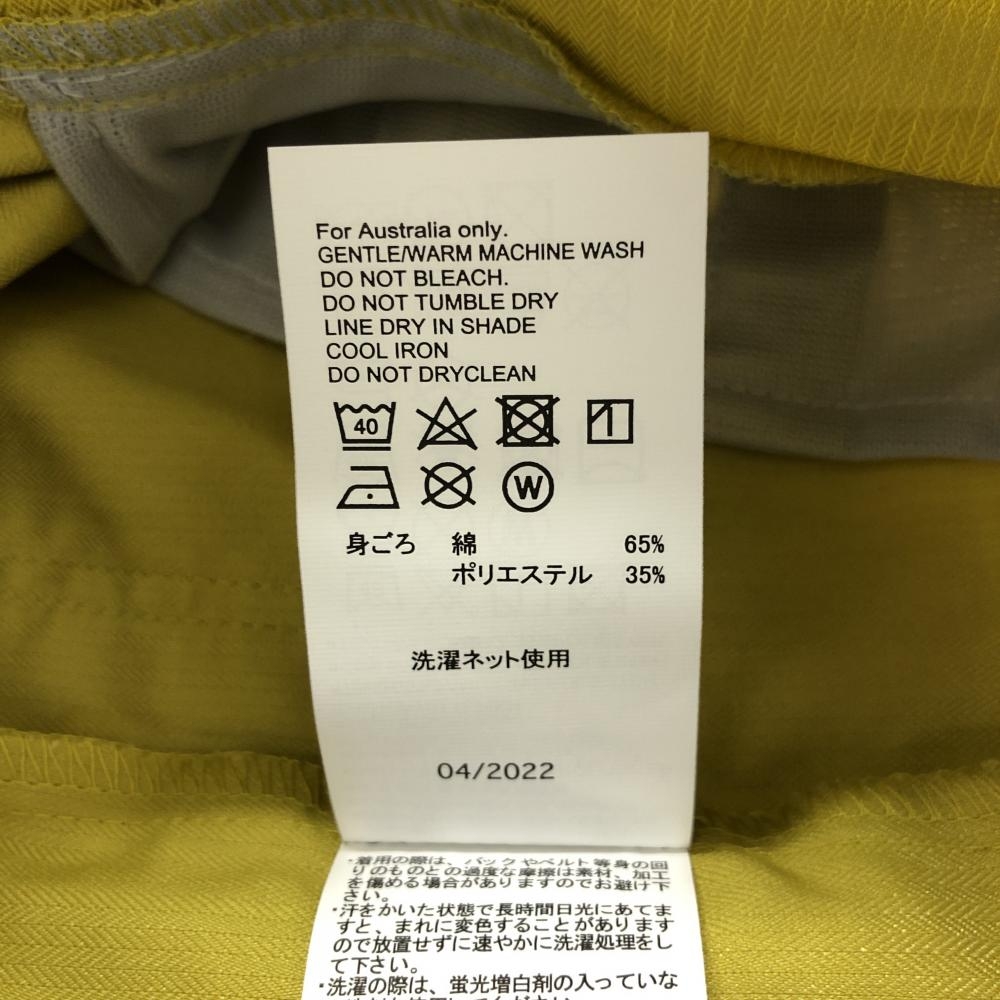 For Australia only.
GENTLE/WARM MACHINE WASH
DO NOT BLEACH.
DO NOT TUMBLE DRY
LINE DRY IN SHADE
COOL IRON
DO NOT DRYCLEAN
40
W
身ごろ 綿 65%
ポリエステル 35%
洗濯ネット使用
04/2022
・着用の際は、バックやベルト等身の回
りのものとの過度な摩擦は素材、加工
を傷める場合がありますのでお避け下
さい。
・汗をかいた状態で長時間日光にあてま
すと、まれに変色することがあります
ので放置せずに速やかに洗濯処理をし
て下さい。
・洗濯の際は、蛍光増白剤の入っていな